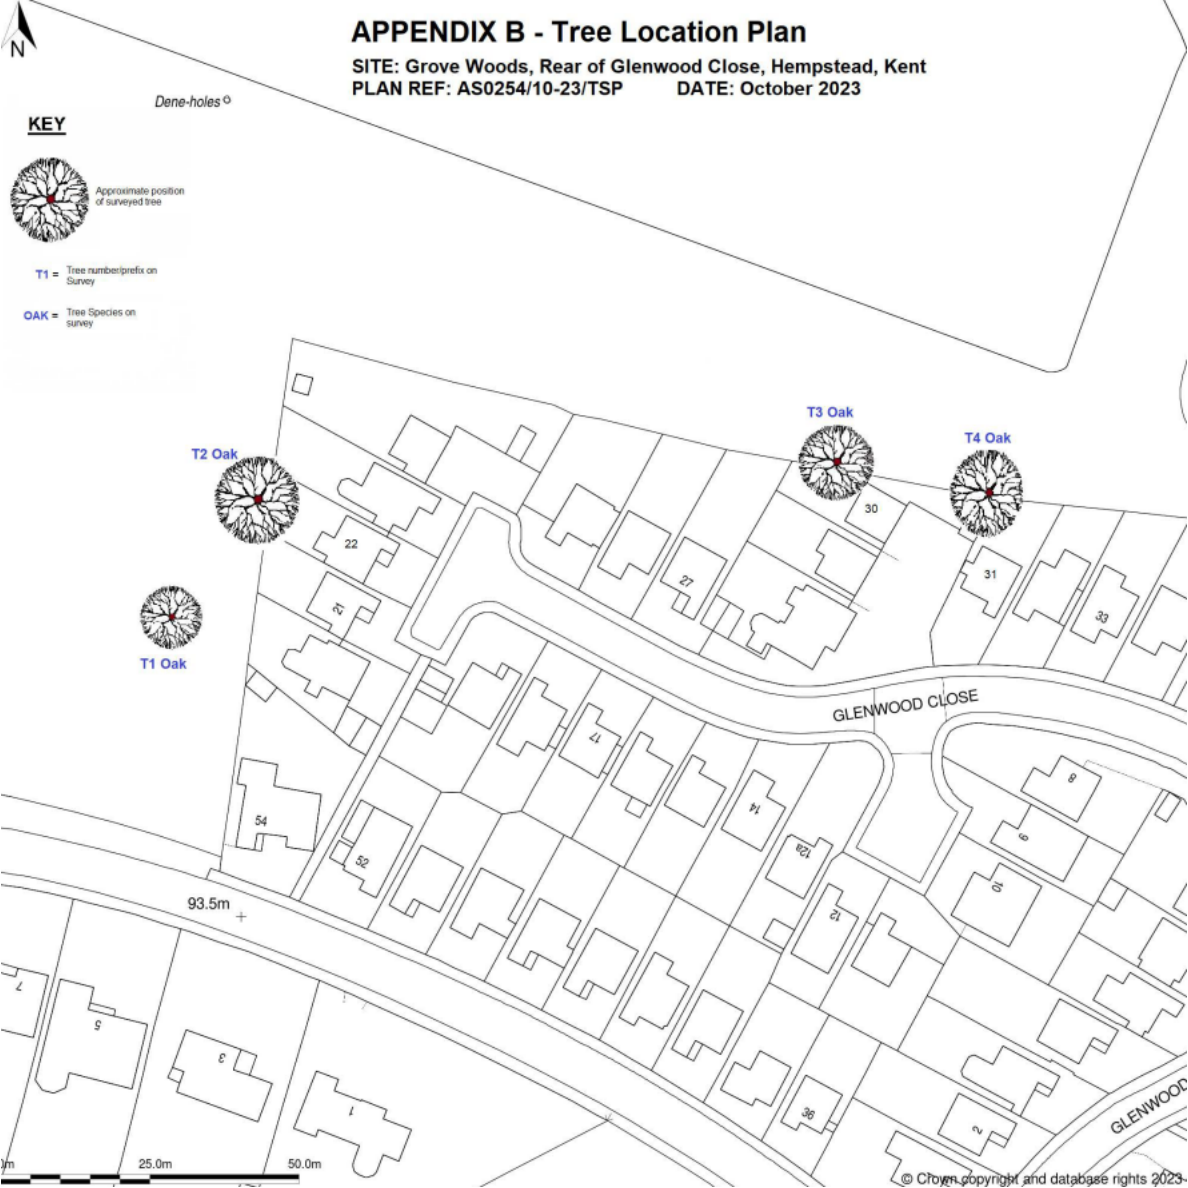 APPENDIX B - Tree Location Plan
SITE: Grove Woods, Rear of Glenwood Close, Hempstead, Kent
PLAN REF: AS0254/10-23/TSP DATE: October 2023
N
Dene-holes
KEY
Approximate position
of surveyed tree
T1 = Tree number/prefix on
Survey
OAK = Tree Species on
survey
T3 Oak
T4 Oak
T2 Oak
30
22
31
27
21
33
T1 Oak
GLENWOOD CLOSE
17
8
14
54
9
12a
52
10
93.5m
12
7
5
3
1
36
2
GLENWOOD
0m 25.0m 50.0m
© Crown copyright and database rights 2023